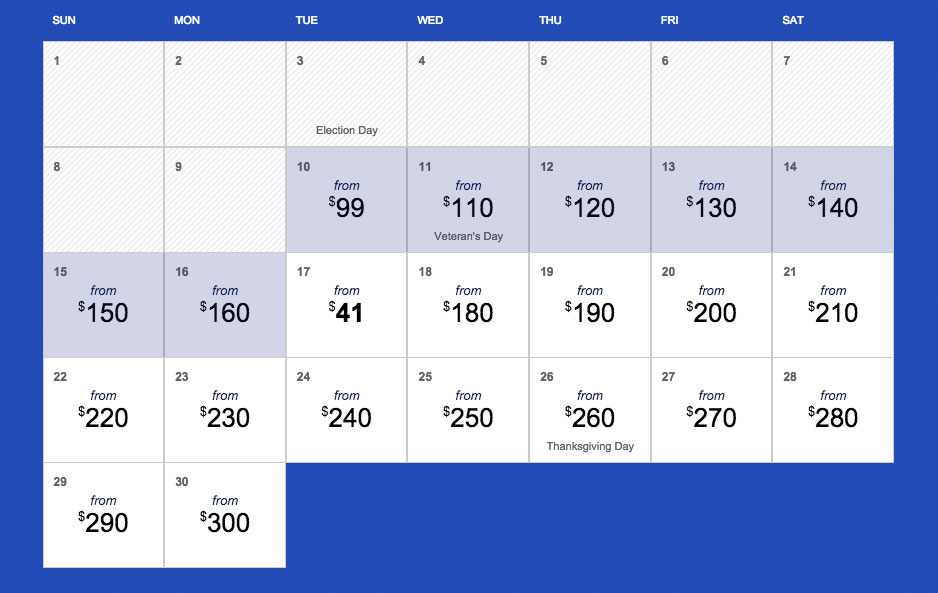 SUN MON TUE WED THU FRI SAT
1 2 3 4 5 6 7
Election Day
8 9 10 11 12 13 14
from from from from from
$99 $110 $120 $130 $140
Veteran's Day
15 16 17 18 19 20 21
from from from from from from from
$150 $160 $41 $180 $190 $200 $210
22 23 24 25 26 27 28
from from from from from from from
$220 $230 $240 $250 $260 $270 $280
Thanksgiving Day
29 30
from from
$290 $300